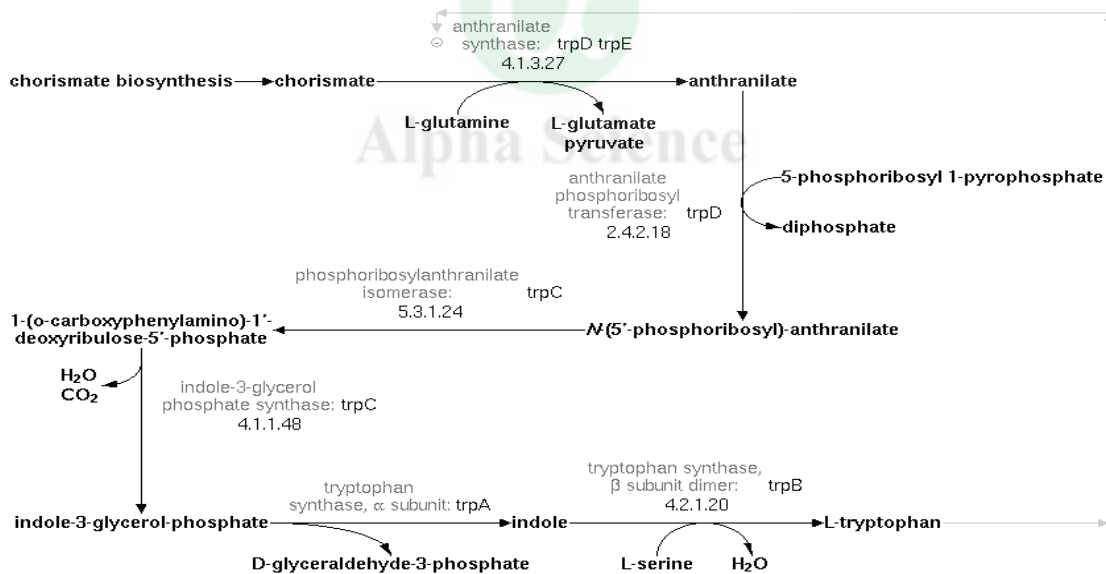 anthranilate
synthase: trpD trpE
4.1.3.27
chorismate biosynthesis chorismate anthranilate
L-glutamine L-glutamate
pyruvate
Alpha Science
anthranilate
phosphoribosyl
transferase: trpD
2.4.2.18
5-phosphoribosyl 1-pyrophosphate
diphosphate
phosphoribosylanthranilate
isomerase: trpC
5.3.1.24
1-(o-carboxyphenylamino)-1'-
deoxyribulose-5'-phosphate
N-(5'-phosphoribosyl)-anthranilate
H₂O
CO₂
indole-3-glycerol
phosphate synthase: trpC
4.1.1.48
tryptophan
synthase, α subunit: trpA
tryptophan synthase,
β subunit dimer: trpB
4.2.1.20
indole-3-glycerol-phosphate indole L-tryptophan
D-glyceraldehyde-3-phosphate L-serine H₂O